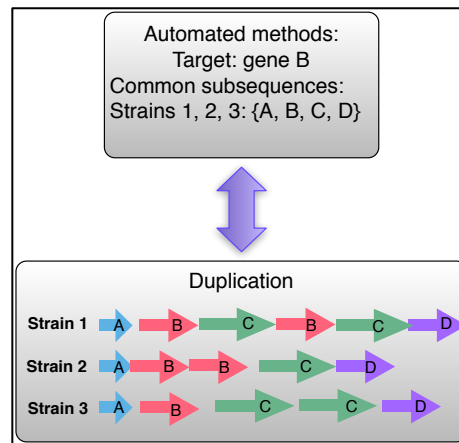 Automated methods:
Target: gene B
Common subsequences:
Strains 1, 2, 3: {A, B, C, D}
Duplication
Strain 1 A B C B C D
Strain 2 A B B C D
Strain 3 A B C C D